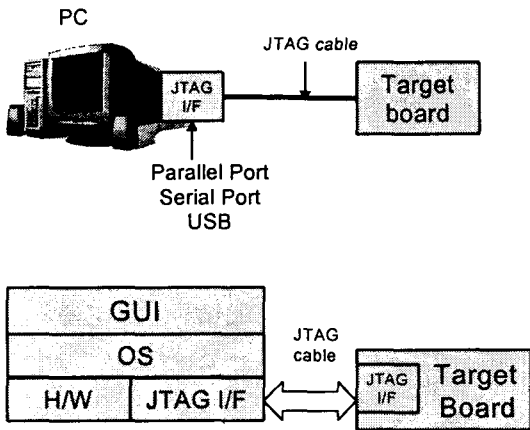 PC
JTAG cable
JTAG
I/F
Target
board
Parallel Port
Serial Port
USB
GUI
OS
H/W
JTAG I/F
JTAG
cable
JTAG
I/F
Target
Board